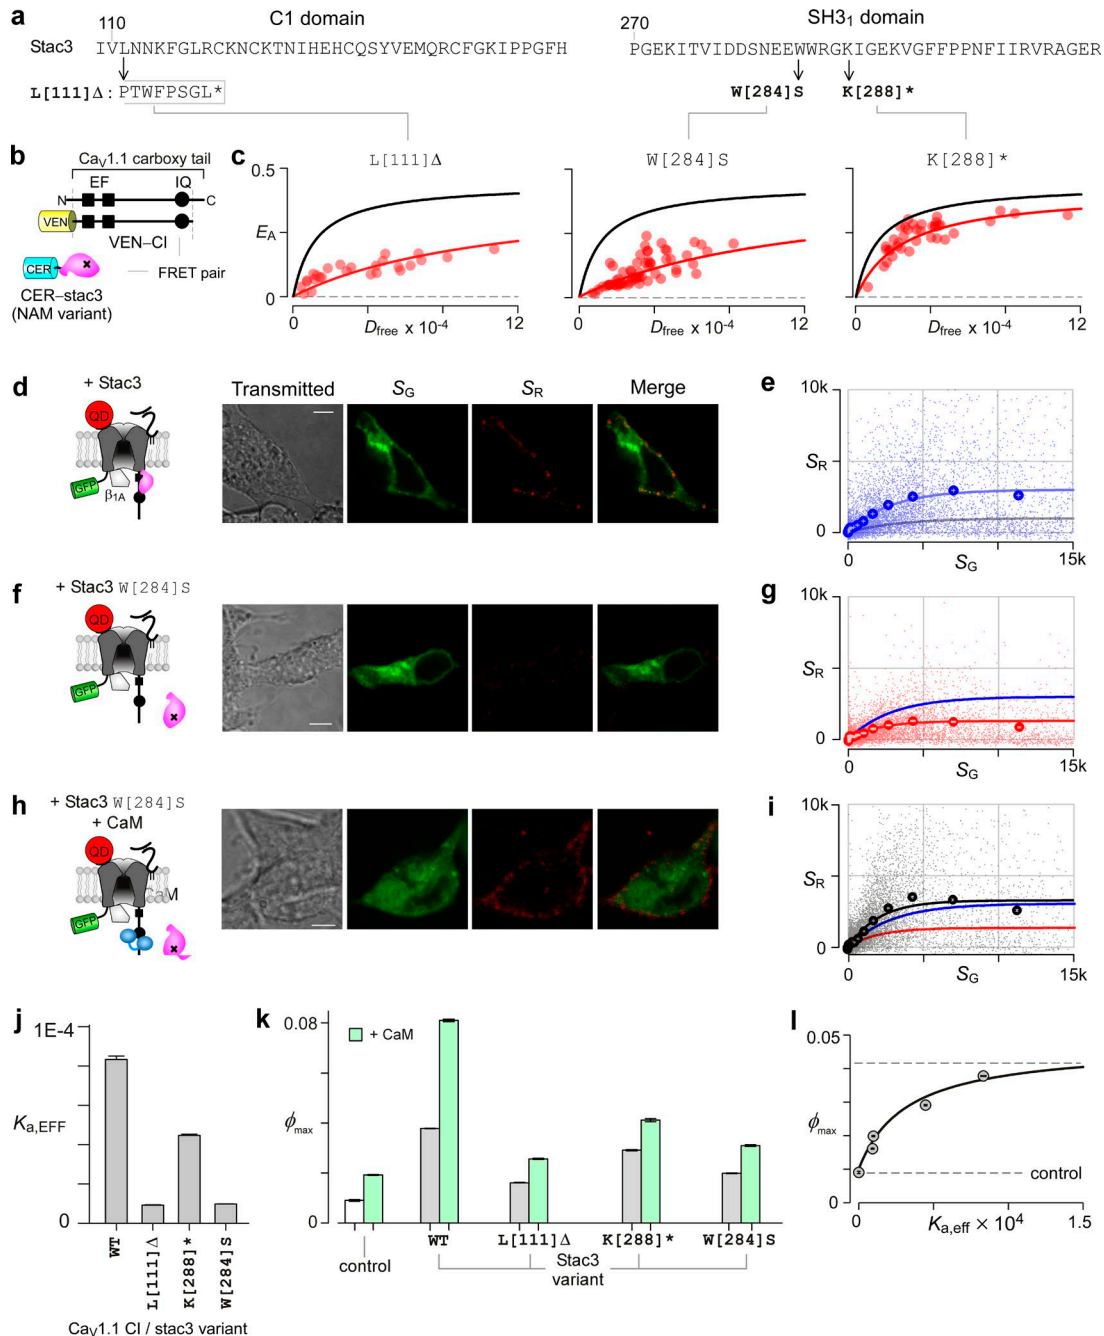 a
110
C1 domain
Stac3 IVLNNKFGLRCKNCKTNIHEHCQSYVEMQRCFGKIPPGFH
L[111]Δ: PTWFPSGL*
SH3₁ domain
270
PGEKITVIDDSNEEWWRGKIGEKVGFFPPNFIIRVRAGER
W[284]S K[288]*
b
CaV1.1 carboxy tail
EF IQ
N C
VEN
VEN–CI
CER
FRET pair
CER–stac3
(NAM variant)
c
L[111]Δ W[284]S K[288]*
0.5
EA
0
0 Dfree x 10-4 12
0 Dfree x 10-4 12
0 Dfree x 10-4 12
d
+ Stac3
Transmitted SG SR Merge
QD
GFP
β1A
e
10k
SR
0
0 SG 15k
f
+ Stac3 W[284]S
QD
GFP
g
10k
SR
0
0 SG 15k
h
+ Stac3 W[284]S
+ CaM
QD
CaM
GFP
i
10k
SR
0
0 SG 15k
j
1E-4
Ka,EFF
0
WT L[111]Δ K[288]* W[284]S
CaV1.1 CI / stac3 variant
k
0.08
+ CaM
ϕmax
0
control
WT L[111]Δ K[288]* W[284]S
Stac3
variant
l
0.05
ϕmax
control
0
0 Ka,eff × 10⁴ 1.5